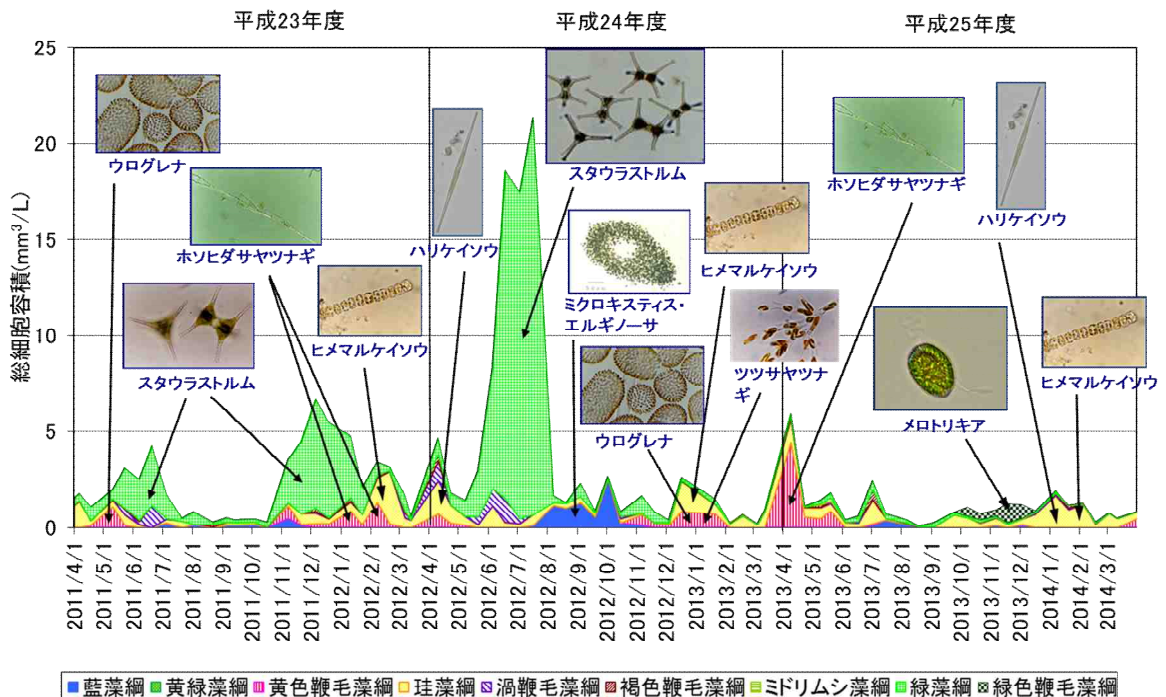 平成23年度
平成24年度
平成25年度
総細胞容積(mm³/L)
25
20
15
10
5
0
ウログレナ
ホソヒダサヤツナギ
スタウラストルム
ヒメマルケイソウ
ハリケイソウ
スタウラストルム
ミクロキスティス・
エルギノーサ
ウログレナ
ヒメマルケイソウ
ツツサヤツナ
ギ
ホソヒダサヤツナギ
ハリケイソウ
メロトリキア
ヒメマルケイソウ
2011/4/1
2011/5/1
2011/6/1
2011/7/1
2011/8/1
2011/9/1
2011/10/1
2011/11/1
2011/12/1
2012/1/1
2012/2/1
2012/3/1
2012/4/1
2012/5/1
2012/6/1
2012/7/1
2012/8/1
2012/9/1
2012/10/1
2012/11/1
2012/12/1
2013/1/1
2013/2/1
2013/3/1
2013/4/1
2013/5/1
2013/6/1
2013/7/1
2013/8/1
2013/9/1
2013/10/1
2013/11/1
2013/12/1
2014/1/1
2014/2/1
2014/3/1
藍藻綱 黄緑藻綱 黄色鞭毛藻綱 珪藻綱 渦鞭毛藻綱 褐色鞭毛藻綱 ミドリムシ藻綱 緑藻綱 緑色鞭毛藻綱